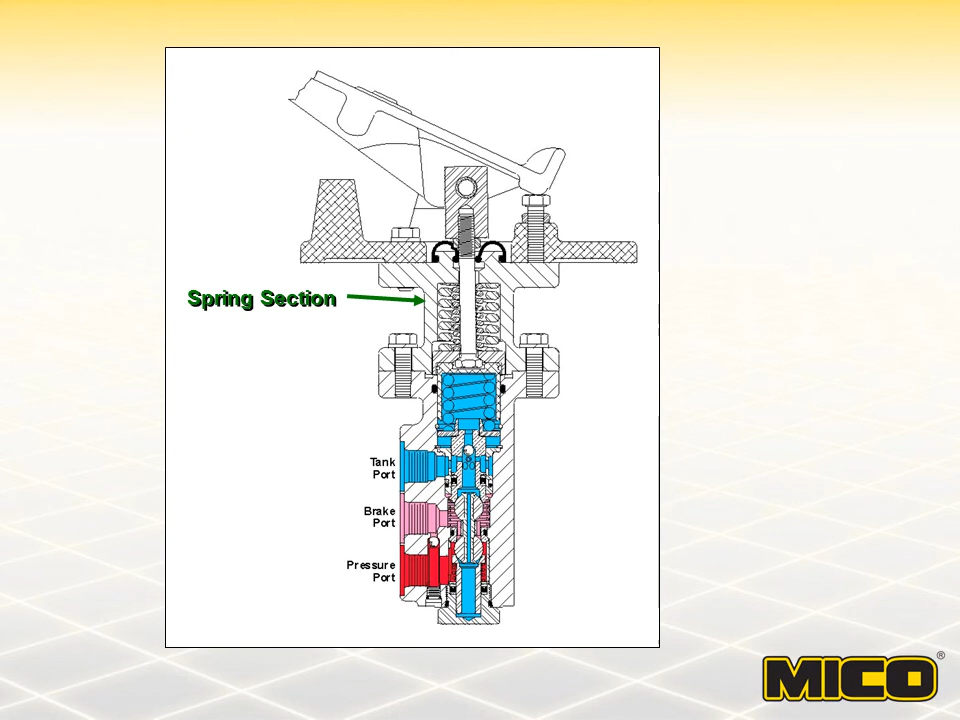 Spring Section
Tank
Port
Brake
Port
Pressure
Port
MICO®